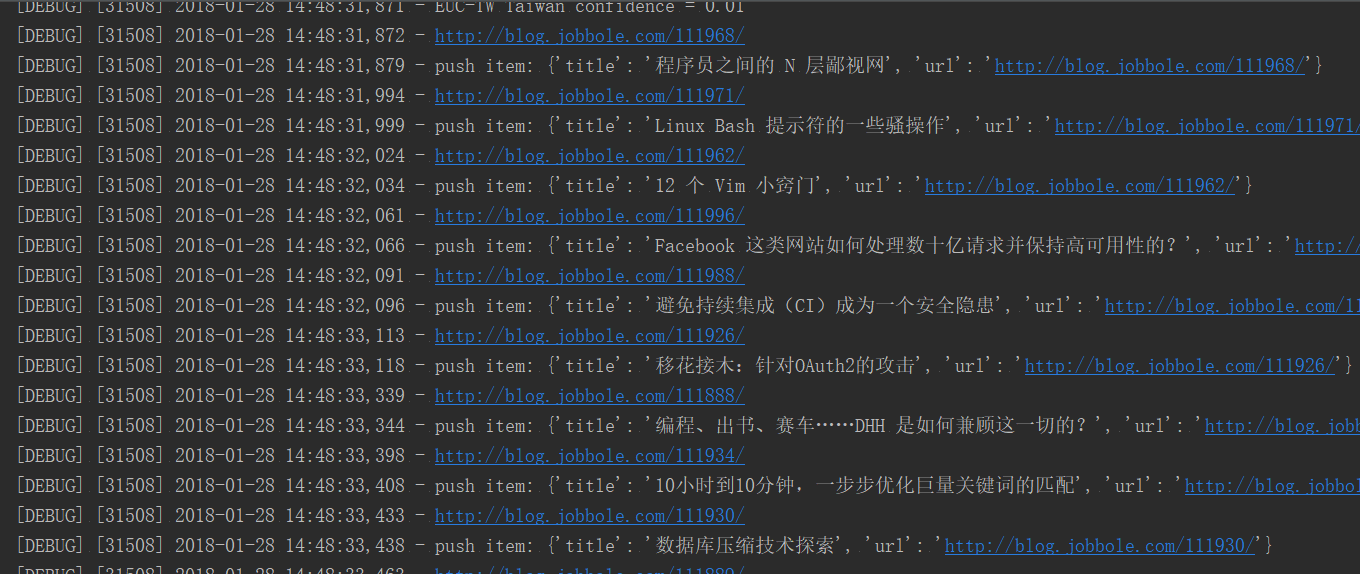 [DEBUG] [31508] 2018-01-28 14:48:31,871 - EUC-TW Taiwan confidence = 0.01
[DEBUG] [31508] 2018-01-28 14:48:31,872 - http://blog.jobbole.com/111968/
[DEBUG] [31508] 2018-01-28 14:48:31,879 - push item: {'title': '程序员之间的 N 层鄙视网', 'url': 'http://blog.jobbole.com/111968/'}
[DEBUG] [31508] 2018-01-28 14:48:31,994 - http://blog.jobbole.com/111971/
[DEBUG] [31508] 2018-01-28 14:48:31,999 - push item: {'title': 'Linux Bash 提示符的一些骚操作', 'url': 'http://blog.jobbole.com/111971/
[DEBUG] [31508] 2018-01-28 14:48:32,024 - http://blog.jobbole.com/111962/
[DEBUG] [31508] 2018-01-28 14:48:32,034 - push item: {'title': '12 个 Vim 小窍门', 'url': 'http://blog.jobbole.com/111962/'}
[DEBUG] [31508] 2018-01-28 14:48:32,061 - http://blog.jobbole.com/111996/
[DEBUG] [31508] 2018-01-28 14:48:32,066 - push item: {'title': 'Facebook 这类网站如何处理数十亿请求并保持高可用性的？', 'url': 'http://
[DEBUG] [31508] 2018-01-28 14:48:32,091 - http://blog.jobbole.com/111988/
[DEBUG] [31508] 2018-01-28 14:48:32,096 - push item: {'title': '避免持续集成（CI）成为一个安全隐患', 'url': 'http://blog.jobbole.com/11
[DEBUG] [31508] 2018-01-28 14:48:33,113 - http://blog.jobbole.com/111926/
[DEBUG] [31508] 2018-01-28 14:48:33,118 - push item: {'title': '移花接木：针对OAuth2的攻击', 'url': 'http://blog.jobbole.com/111926/'}
[DEBUG] [31508] 2018-01-28 14:48:33,339 - http://blog.jobbole.com/111888/
[DEBUG] [31508] 2018-01-28 14:48:33,344 - push item: {'title': '编程、出书、赛车……DHH 是如何兼顾这一切的？', 'url': 'http://blog.jobb
[DEBUG] [31508] 2018-01-28 14:48:33,398 - http://blog.jobbole.com/111934/
[DEBUG] [31508] 2018-01-28 14:48:33,408 - push item: {'title': '10小时到10分钟，一步步优化巨量关键词的匹配', 'url': 'http://blog.jobbol
[DEBUG] [31508] 2018-01-28 14:48:33,433 - http://blog.jobbole.com/111930/
[DEBUG] [31508] 2018-01-28 14:48:33,438 - push item: {'title': '数据库压缩技术探索', 'url': 'http://blog.jobbole.com/111930/'}
[DEBUG] [31508] 2018-01-28 14:48:33,463